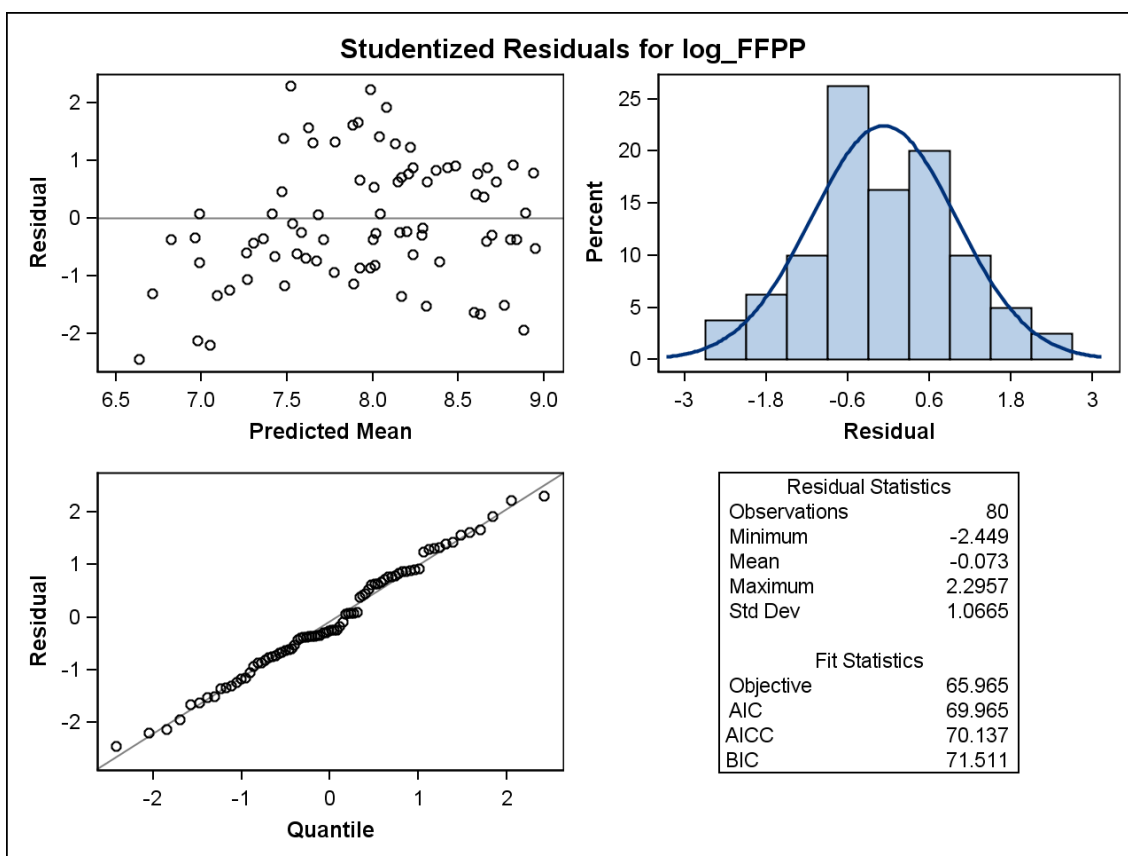 Studentized Residuals for log_FFPP
2
1
0
-1
-2
Residual
6.5 7.0 7.5 8.0 8.5 9.0
Predicted Mean
25
20
15
10
5
0
Percent
-3 -1.8 -0.6 0.6 1.8 3
Residual
2
1
0
-1
-2
Residual
-2 -1 0 1 2
Quantile
Residual Statistics
Observations 80
Minimum -2.449
Mean -0.073
Maximum 2.2957
Std Dev 1.0665
Fit Statistics
Objective 65.965
AIC 69.965
AICC 70.137
BIC 71.511